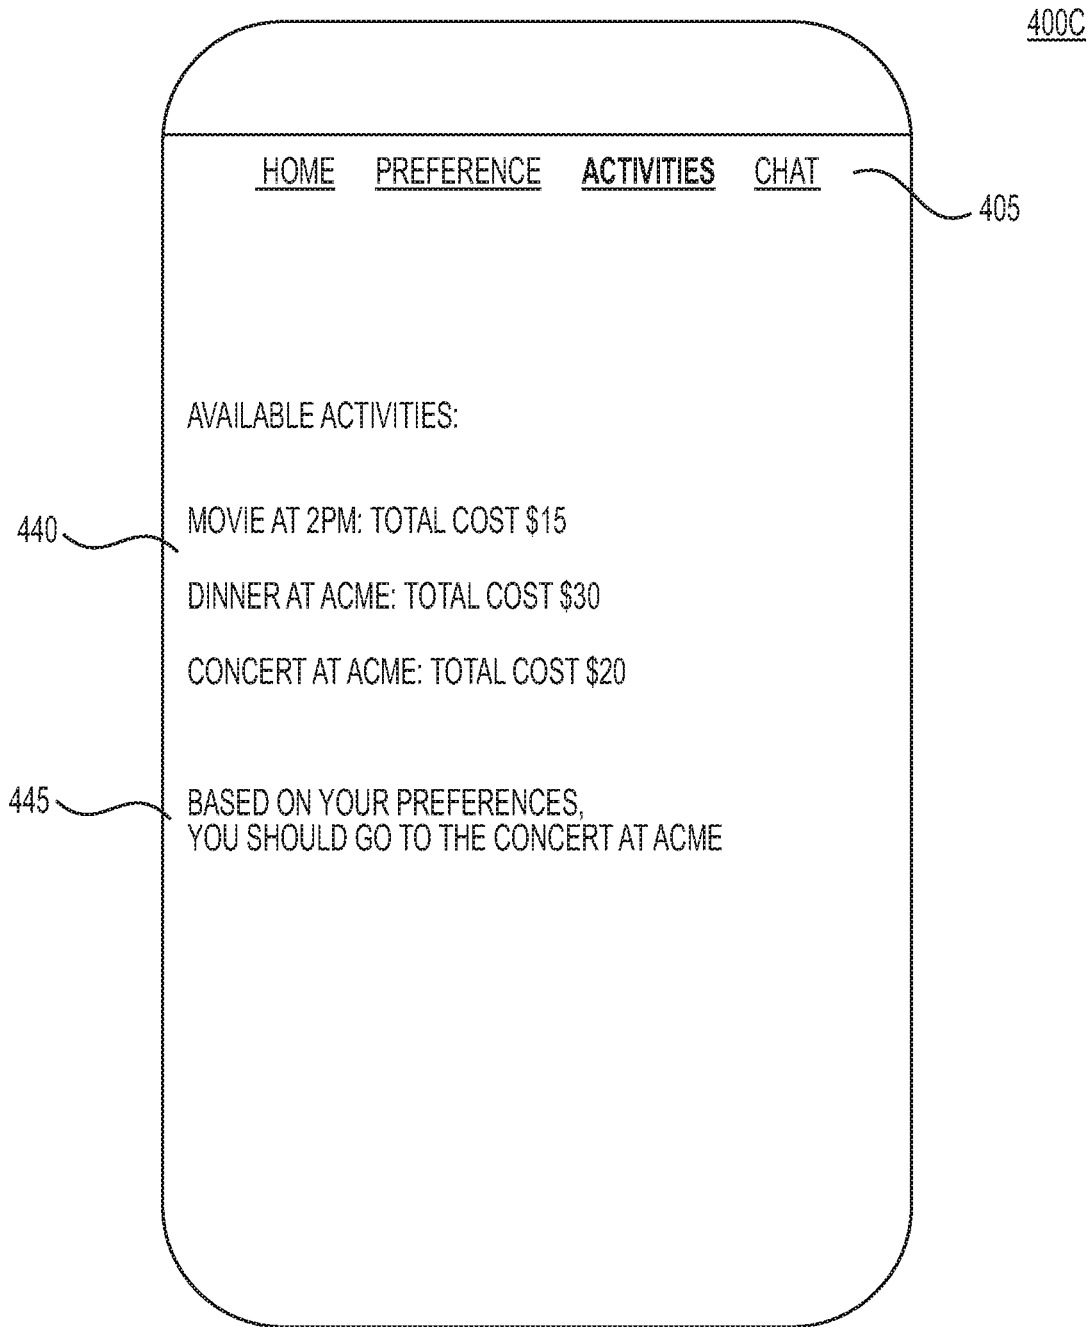 400C
HOME PREFERENCE ACTIVITIES CHAT
405
AVAILABLE ACTIVITIES:
440
MOVIE AT 2PM: TOTAL COST $15
DINNER AT ACME: TOTAL COST $30
CONCERT AT ACME: TOTAL COST $20
445
BASED ON YOUR PREFERENCES,
YOU SHOULD GO TO THE CONCERT AT ACME